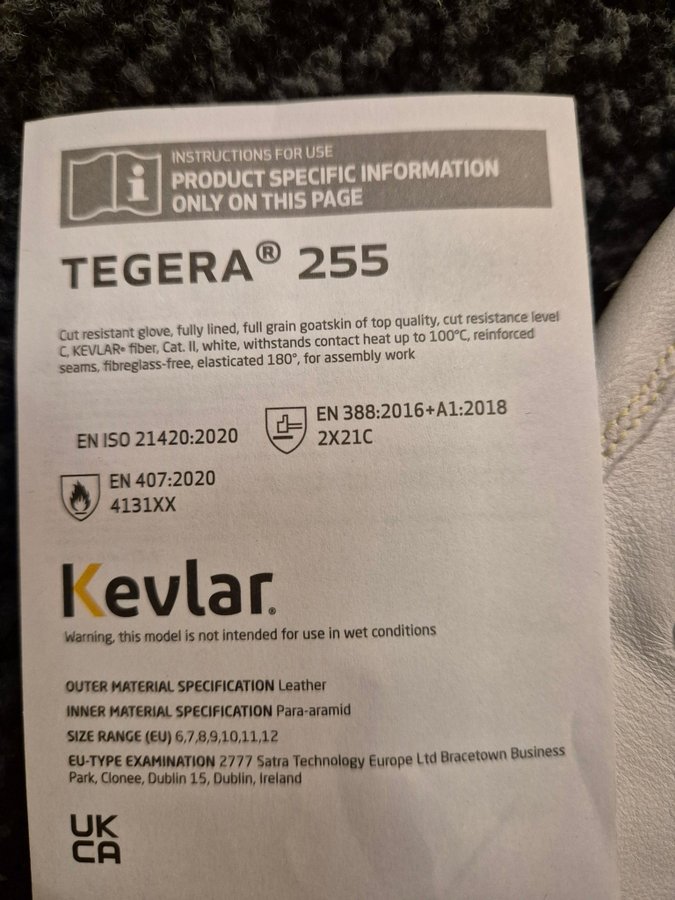 INSTRUCTIONS FOR USE
PRODUCT SPECIFIC INFORMATION
ONLY ON THIS PAGE
TEGERA® 255
Cut resistant glove, fully lined, full grain goatskin of top quality, cut resistance level
C, KEVLAR® fiber, Cat. II, white, withstands contact heat up to 100°C, reinforced
seams, fibreglass-free, elasticated 180°, for assembly work
EN ISO 21420:2020
EN 388:2016+A1:2018
2X21C
EN 407:2020
4131XX
Kevlar®
Warning, this model is not intended for use in wet conditions
OUTER MATERIAL SPECIFICATION Leather
INNER MATERIAL SPECIFICATION Para-aramid
SIZE RANGE (EU) 6,7,8,9,10,11,12
EU-TYPE EXAMINATION 2777 Satra Technology Europe Ltd Bracetown Business
Park, Clonee, Dublin 15, Dublin, Ireland
UK
CA